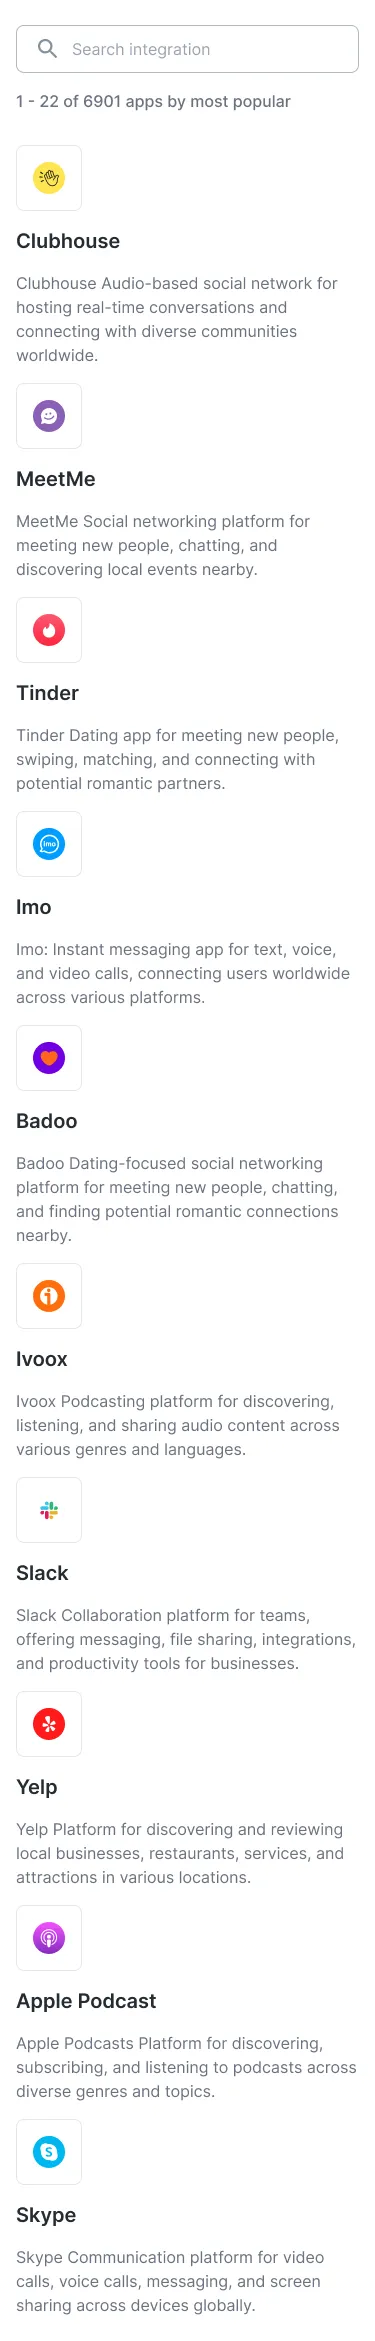 Search integration
1 - 22 of 6901 apps by most popular
Clubhouse
Clubhouse Audio-based social network for
hosting real-time conversations and
connecting with diverse communities
worldwide.
MeetMe
MeetMe Social networking platform for
meeting new people, chatting, and
discovering local events nearby.
Tinder
Tinder Dating app for meeting new people,
swiping, matching, and connecting with
potential romantic partners.
imo
Imo
Imo: Instant messaging app for text, voice,
and video calls, connecting users worldwide
across various platforms.
Badoo
Badoo Dating-focused social networking
platform for meeting new people, chatting,
and finding potential romantic connections
nearby.
Ivoox
Ivoox Podcasting platform for discovering,
listening, and sharing audio content across
various genres and languages.
Slack
Slack Collaboration platform for teams,
offering messaging, file sharing, integrations,
and productivity tools for businesses.
Yelp
Yelp Platform for discovering and reviewing
local businesses, restaurants, services, and
attractions in various locations.
Apple Podcast
Apple Podcasts Platform for discovering,
subscribing, and listening to podcasts across
diverse genres and topics.
S
Skype
Skype Communication platform for video
calls, voice calls, messaging, and screen
sharing across devices globally.